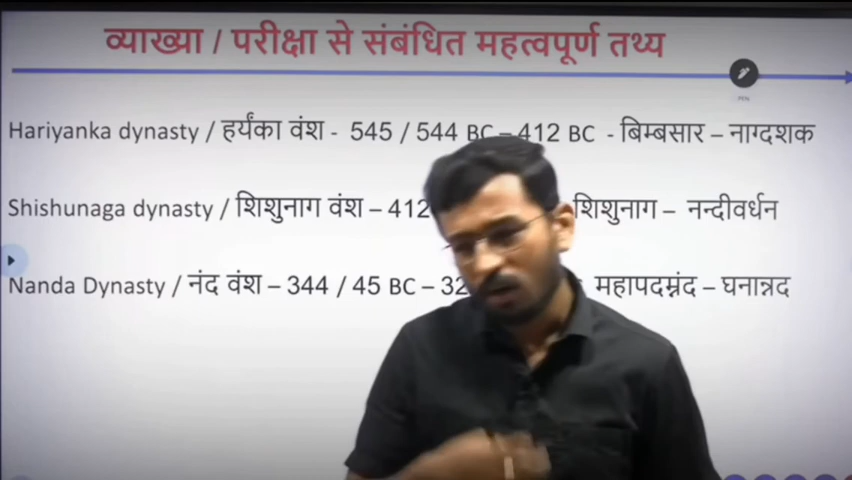 व्याख्या / परीक्षा से संबंधित महत्वपूर्ण तथ्य
PEN
Hariyanka dynasty / हर्यंका वंश - 545 / 544 BC – 412 BC - बिम्बसार – नाग्दशक
Shishunaga dynasty / शिशुनाग वंश – 412 शिशुनाग – नन्दीवर्धन
Nanda Dynasty / नंद वंश – 344 / 45 BC – 32 महापदम्नंद – घनान्नद